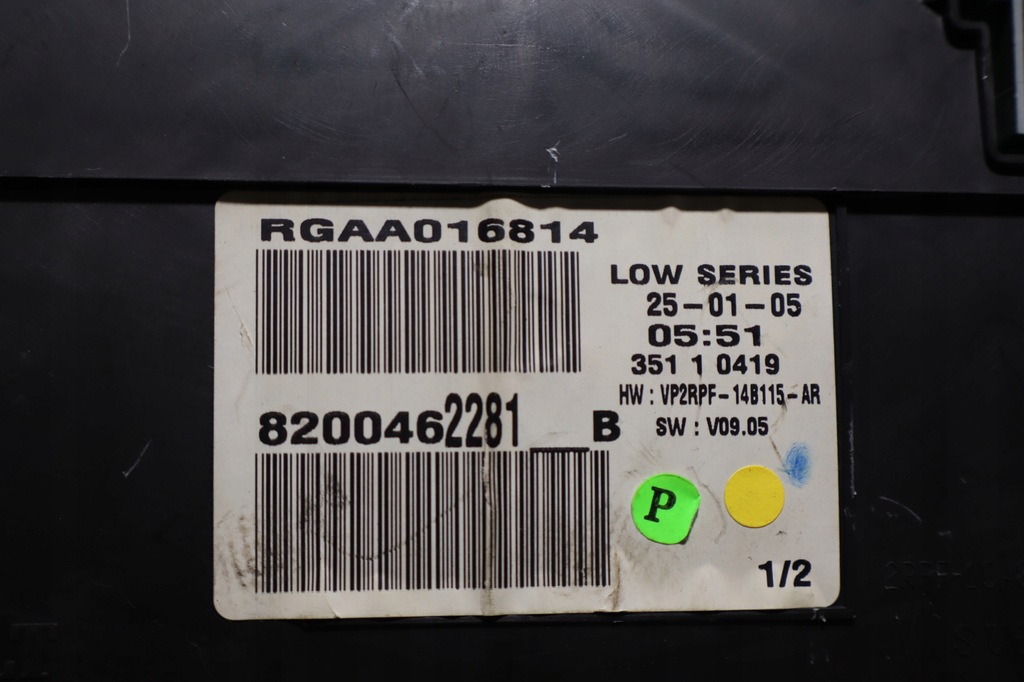 RGAA016814
LOW SERIES
25-01-05
05:51
351 1 0419
HW : VP2RPF-14B115-AR
SW : V09.05
8200462281 __ B
P
1/2